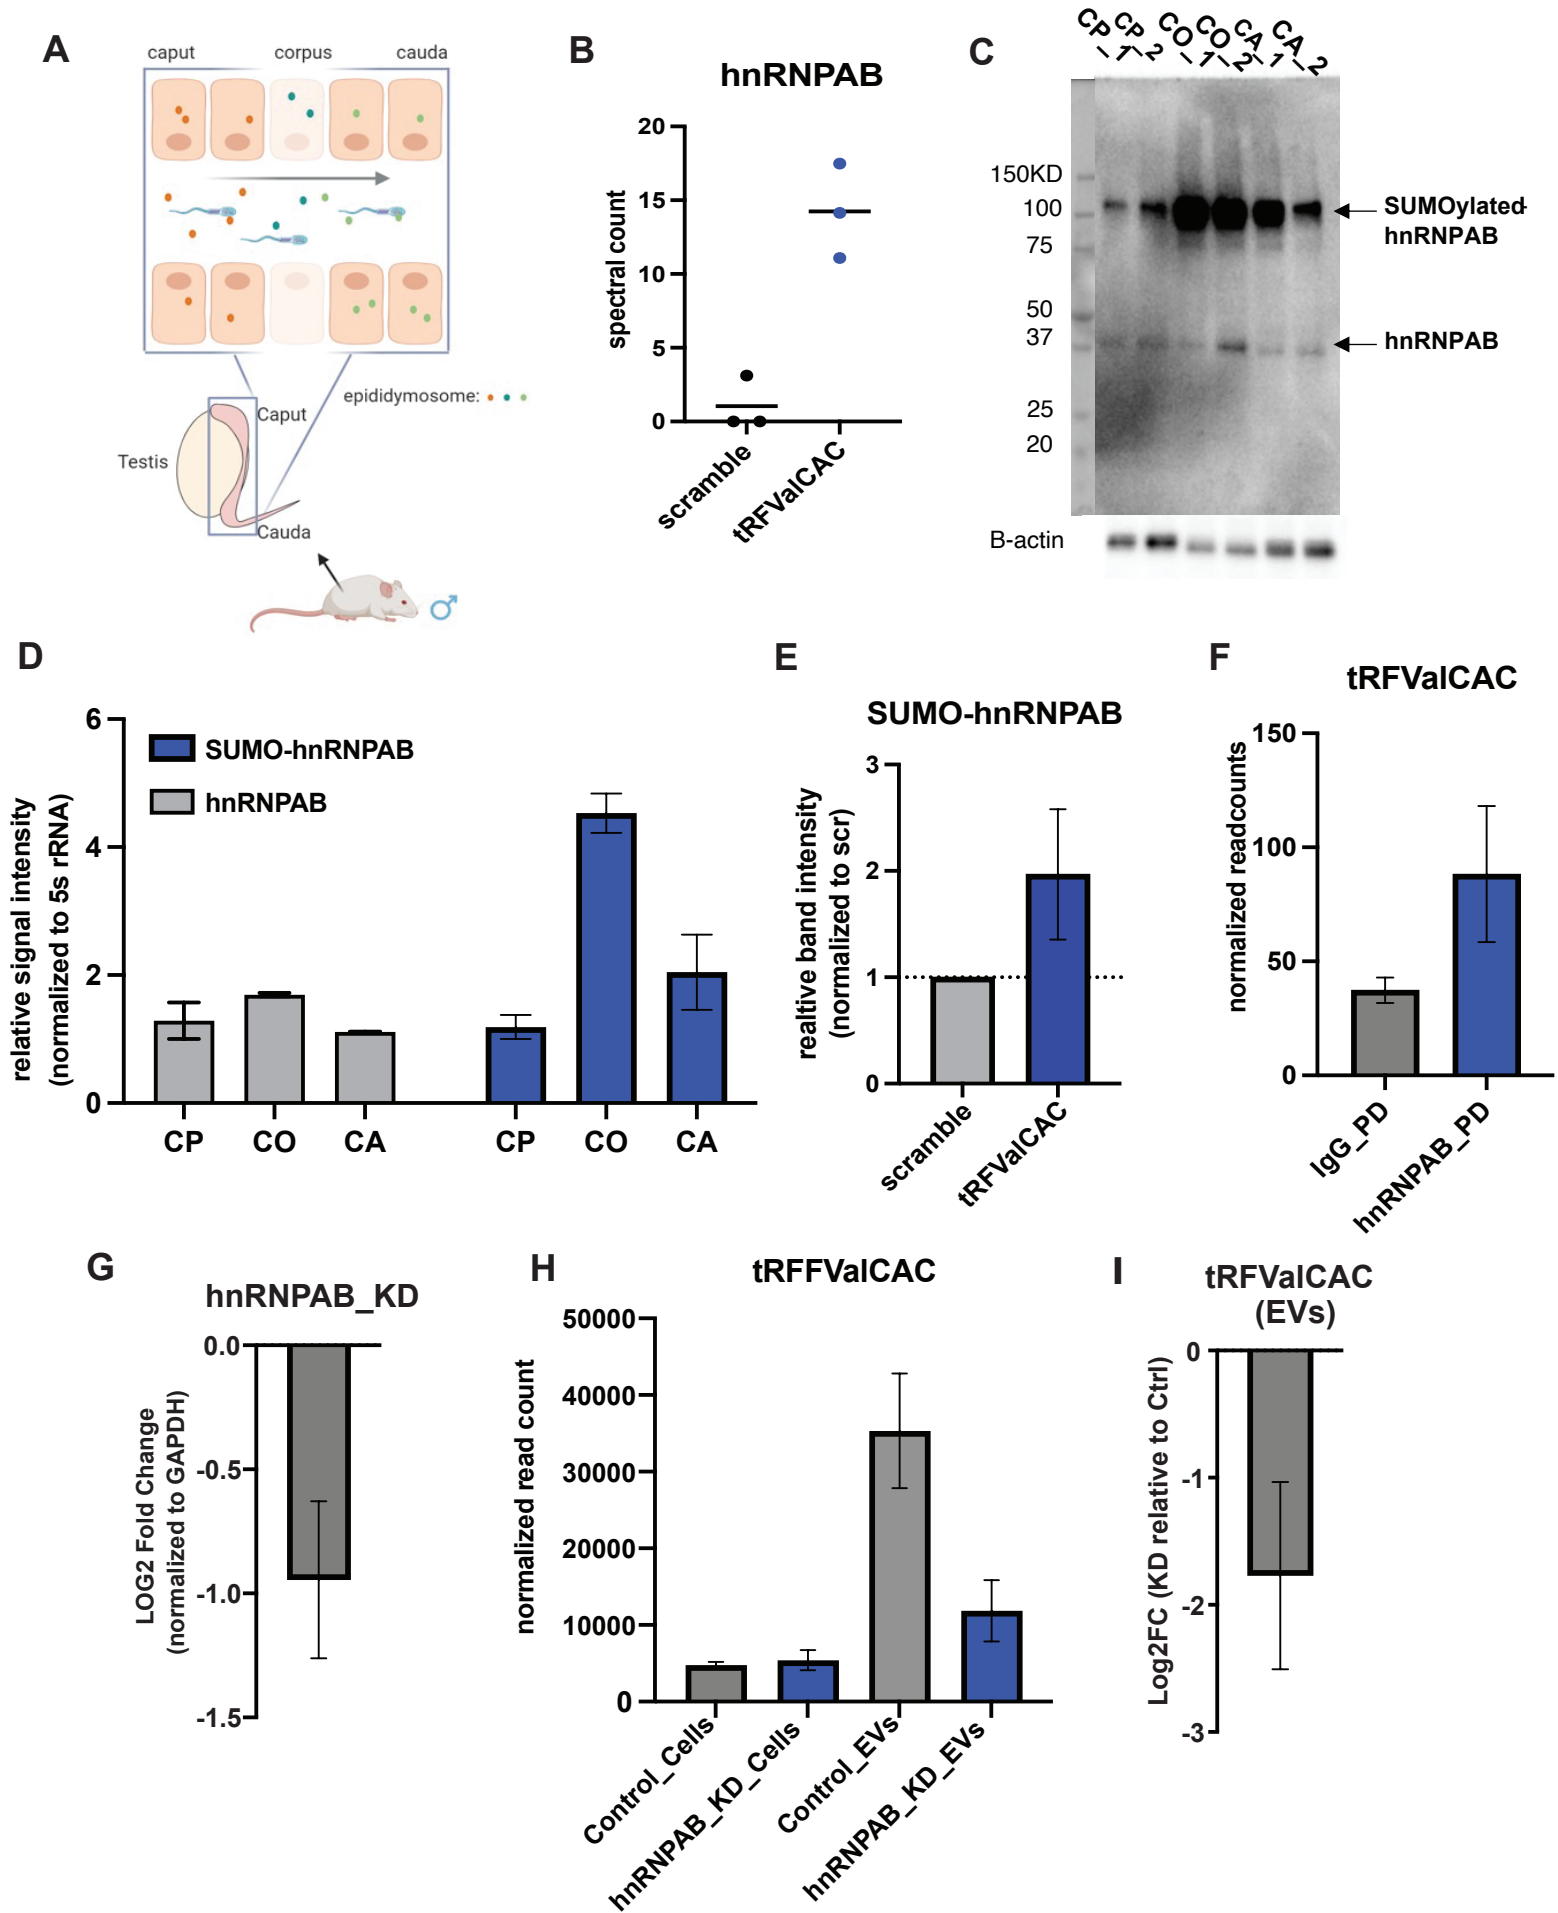 A
caput
corpus
cauda
epididymosome:
Caput
Testis
Cauda
B
hnRNPAB
spectral count
20
15
10
5
0
scramble
tRFValCAC
C
CP_1
CP_2
CO_1
CO_2
CA_1
CA_2
150KD
100
75
50
37
25
20
SUMOylated-
hnRNPAB
hnRNPAB
B-actin
D
relative signal intensity
(normalized to 5s rRNA)
6
4
2
0
SUMO-hnRNPAB
hnRNPAB
CP
CO
CA
CP
CO
CA
E
SUMO-hnRNPAB
realtive band intensity
(normalized to scr)
3
2
1
0
scramble
tRFValCAC
F
tRFValCAC
normalized readcounts
150
100
50
0
IgG_PD
hnRNPAB_PD
G
hnRNPAB_KD
LOG2 Fold Change
(normalized to GAPDH)
0.0
-0.5
-1.0
-1.5
H
tRFFValCAC
normalized read count
50000
40000
30000
20000
10000
0
Control_Cells
hnRNPAB_KD_Cells
Control_EVs
hnRNPAB_KD_EVs
I
tRFValCAC
(EVs)
Log2FC (KD relative to Ctrl)
0
-1
-2
-3